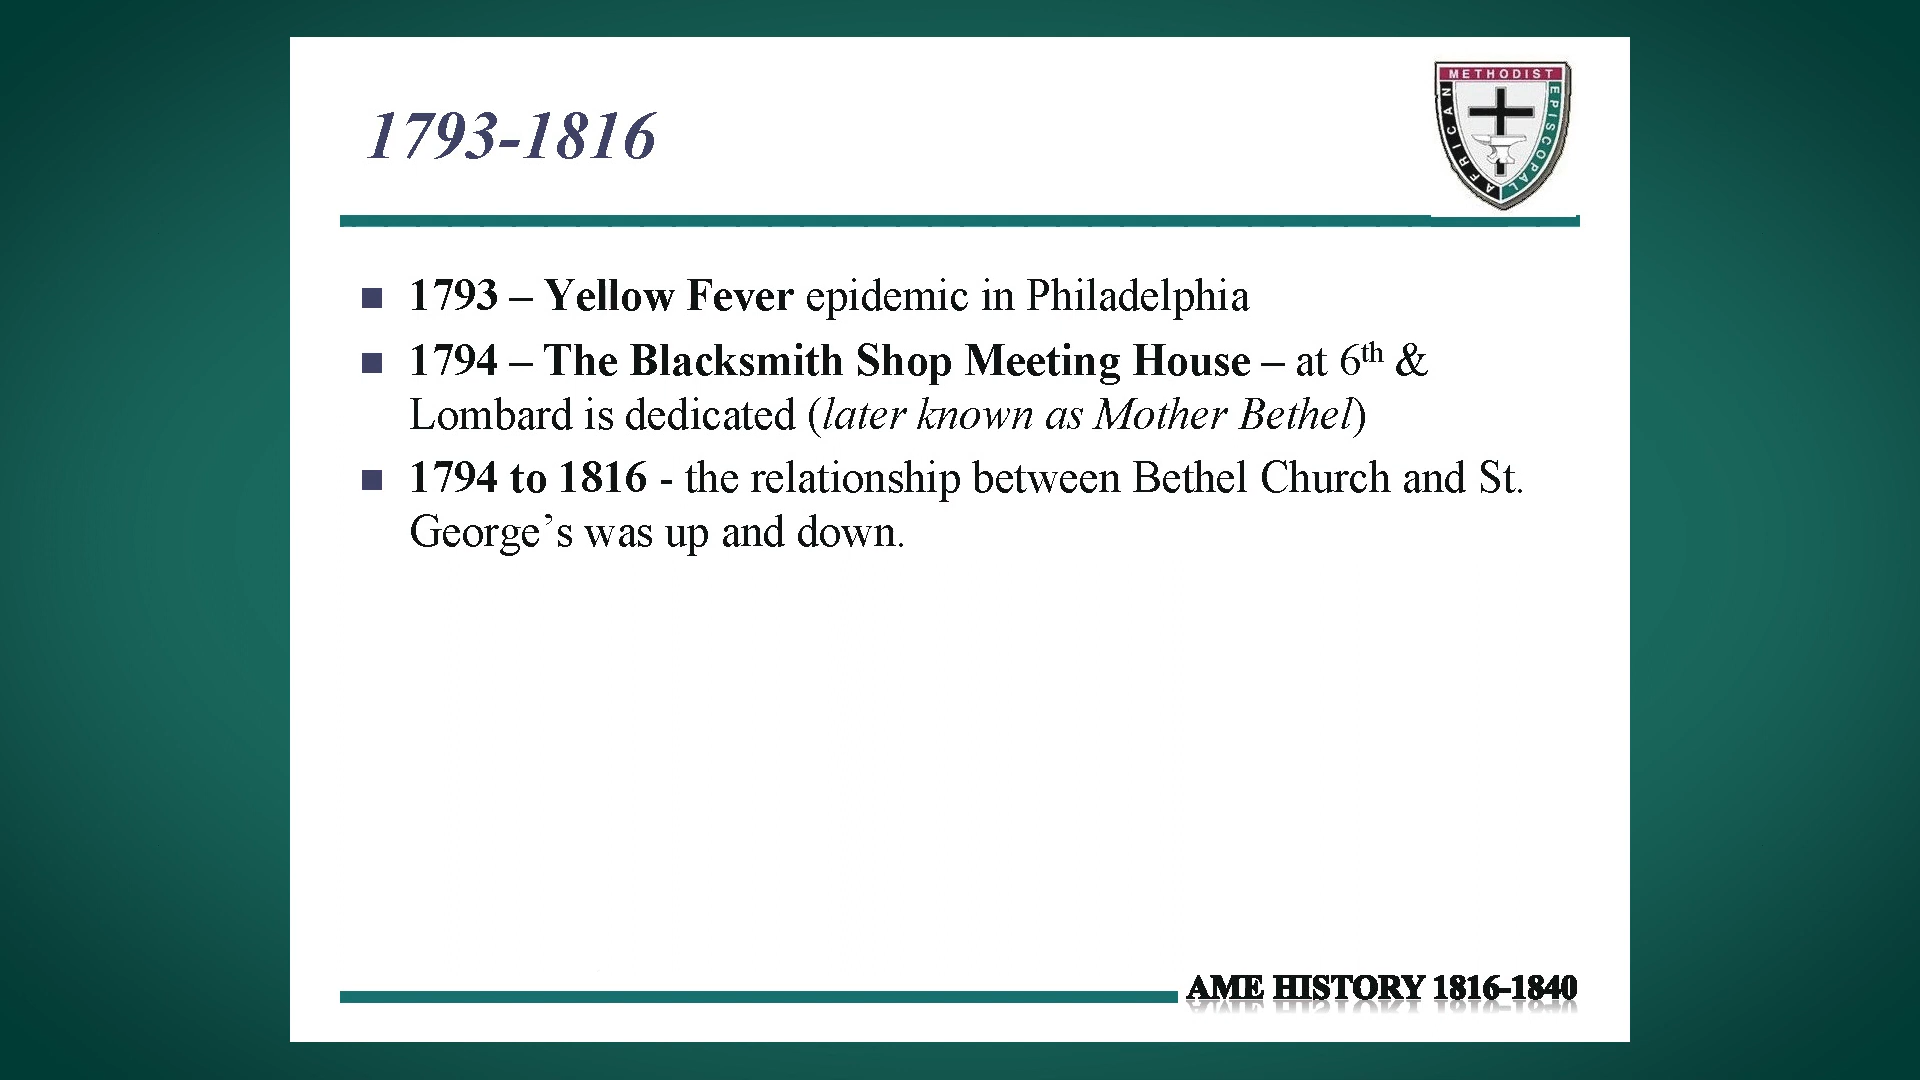 1793-1816
AFRICAN METHODIST EPISCOPAL
■ 1793 – Yellow Fever epidemic in Philadelphia
■ 1794 – The Blacksmith Shop Meeting House – at 6th &
Lombard is dedicated (later known as Mother Bethel)
■ 1794 to 1816 - the relationship between Bethel Church and St.
George’s was up and down.
AME HISTORY 1816-1840